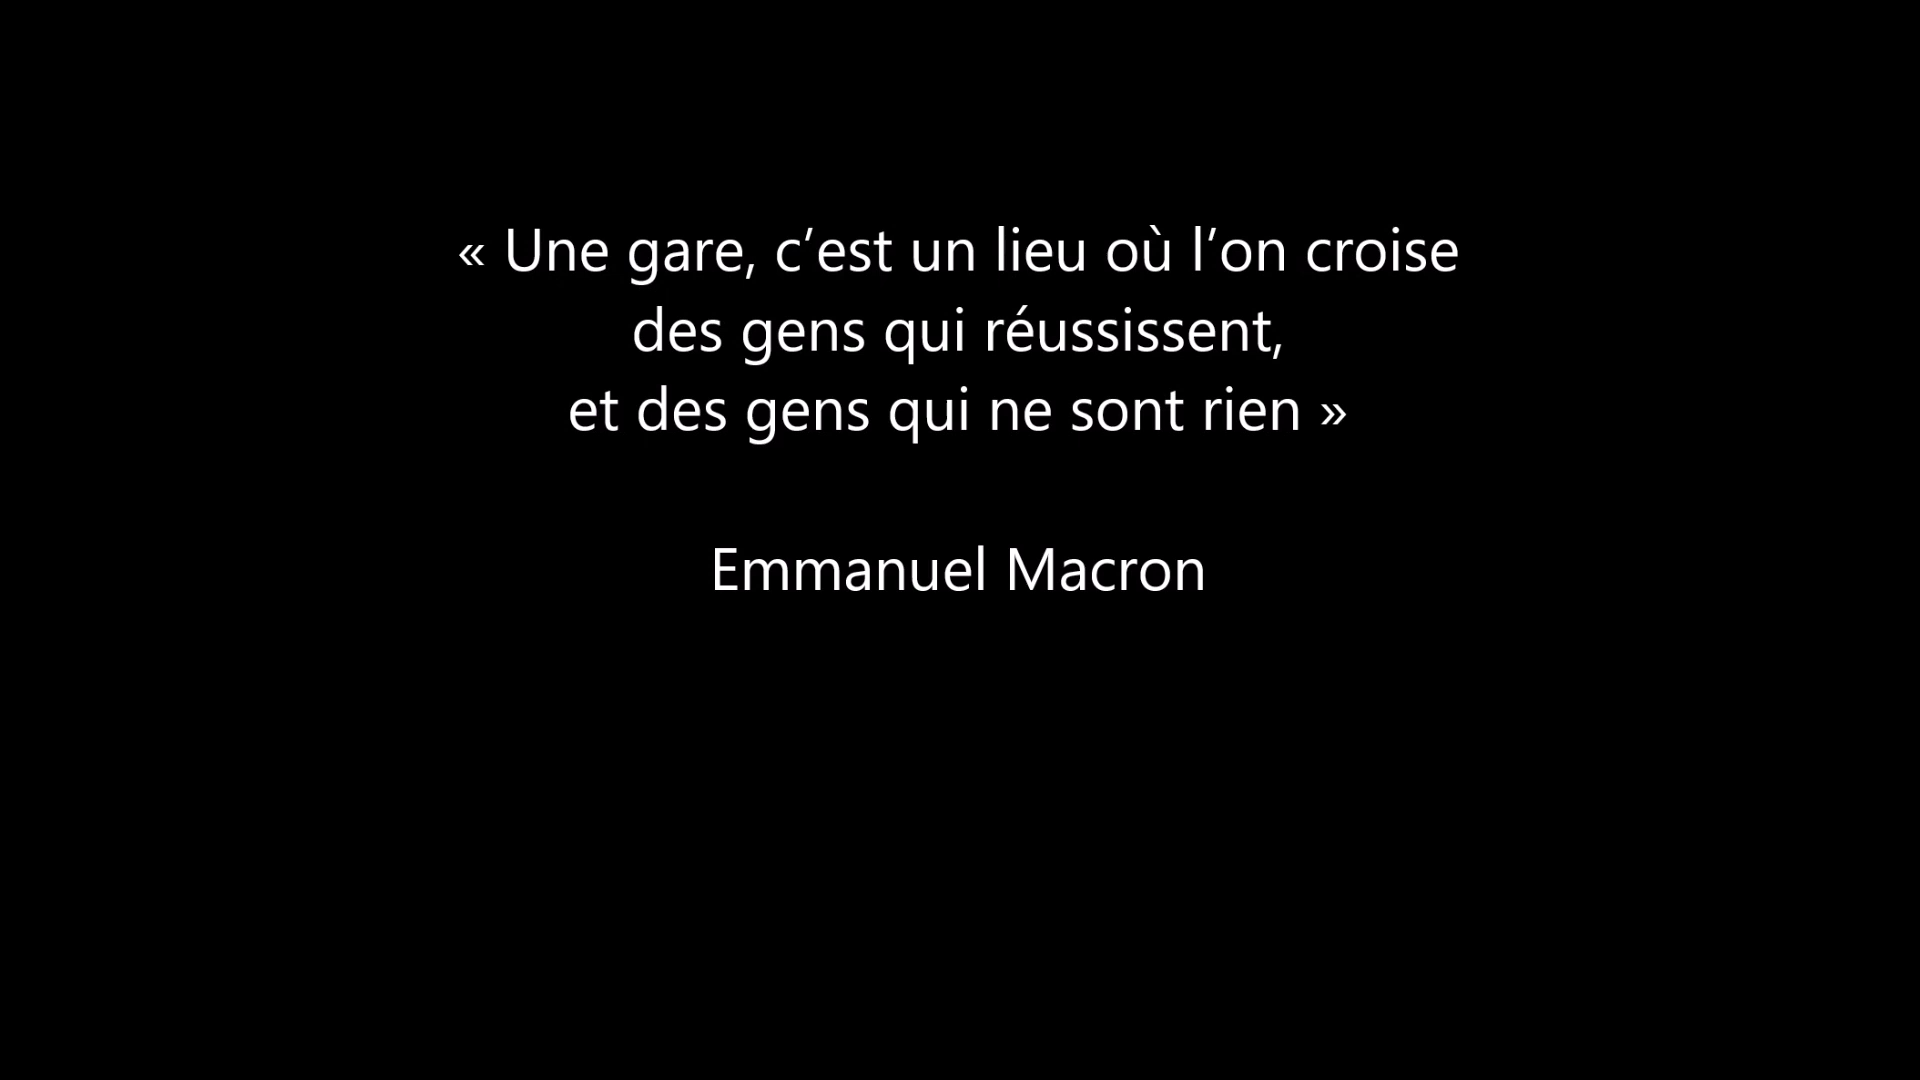 « Une gare, c’est un lieu où l’on croise
des gens qui réussissent,
et des gens qui ne sont rien »
Emmanuel Macron